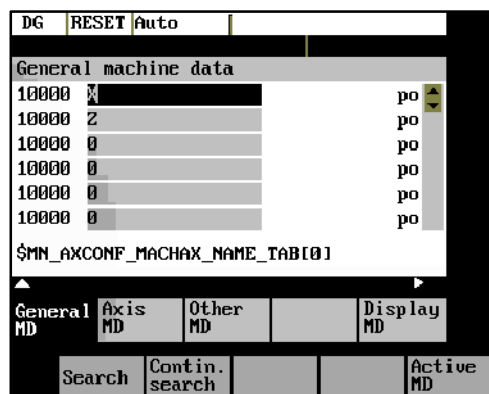 DG RESET Auto
General machine data
10000 X po
10000 Z po
10000 0 po
10000 0 po
10000 0 po
10000 0 po
$MN_AXCONF_MACHAX_NAME_TAB[0]
General MD Axis MD Other MD Display MD
Search Contin. search Active MD